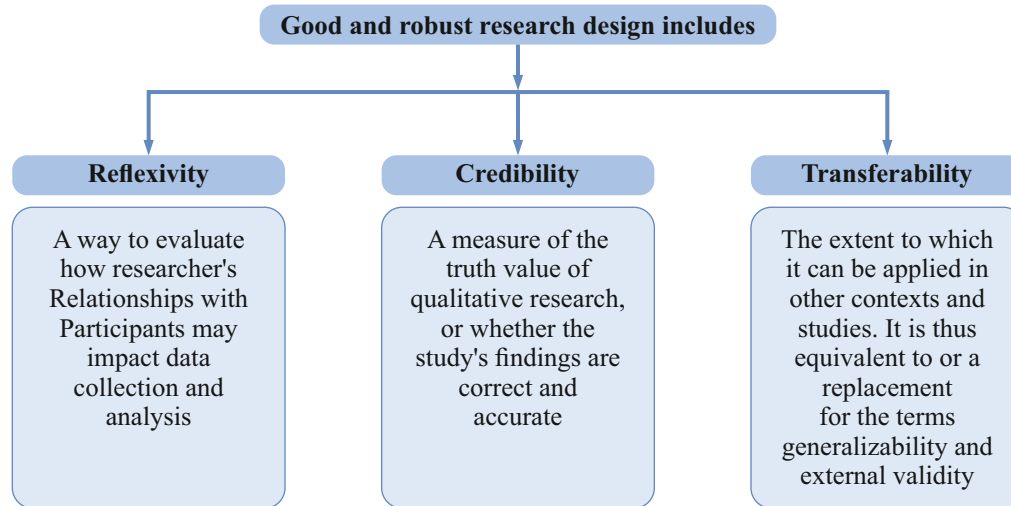 Good and robust research design includes
Reflexivity
A way to evaluate
how researcher's
Relationships with
Participants may
impact data
collection and
analysis
Credibility
A measure of the
truth value of
qualitative research,
or whether the
study's findings are
correct and
accurate
Transferability
The extent to which
it can be applied in
other contexts and
studies. It is thus
equivalent to or a
replacement
for the terms
generalizability and
external validity